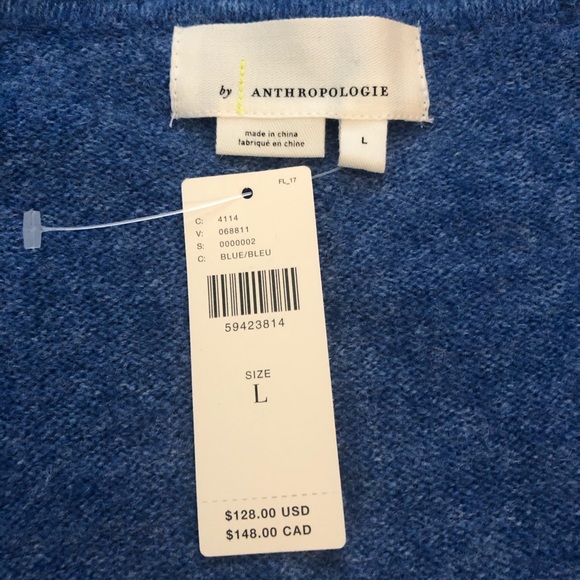 by ANTHROPOLOGIE
made in china
fabriqué en chine
L
FL_17
C: 4114
V: 068811
S: 0000002
C: BLUE/BLEU
59423814
SIZE
L
$128.00 USD
$148.00 CAD